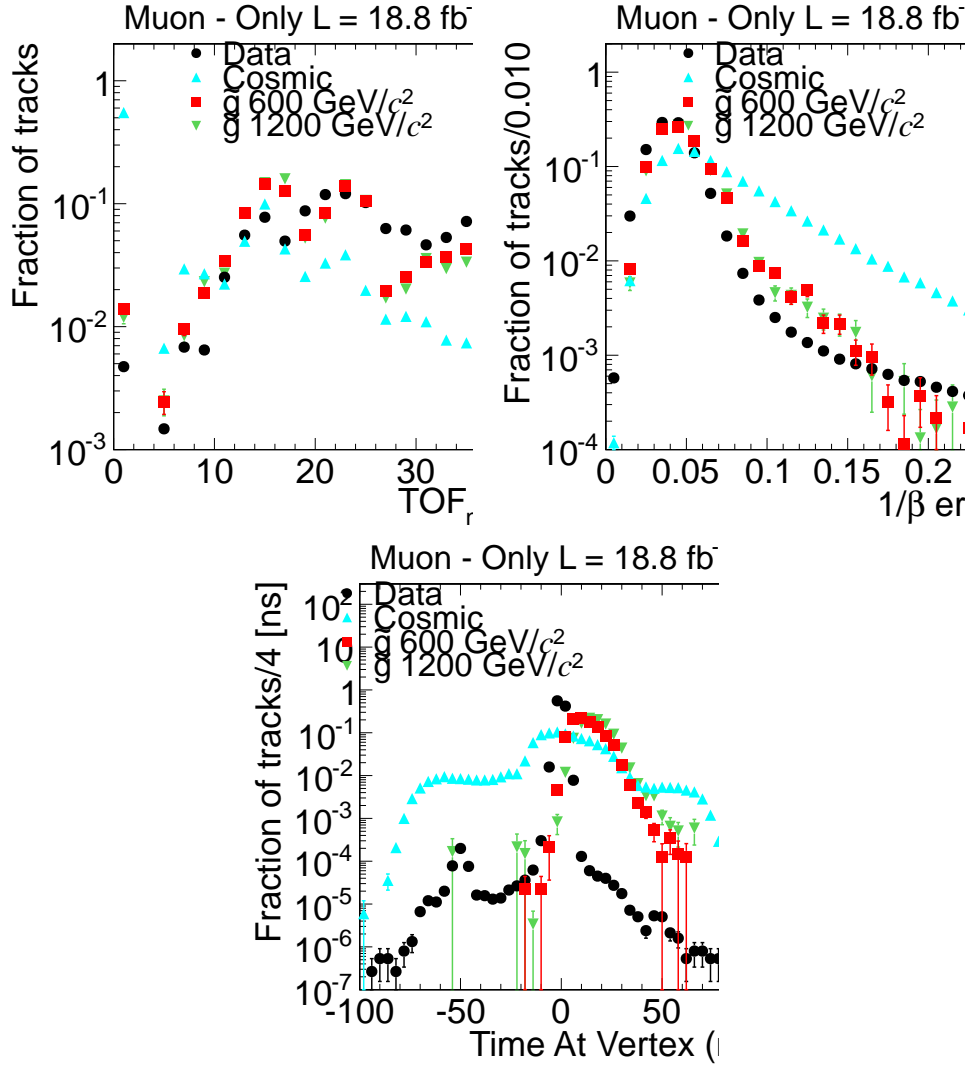 Muon - Only L = 18.8 fb⁻
Data
Cosmic
g̃ 600 GeV/c²
g̃ 1200 GeV/c²
Fraction of tracks
1
10⁻¹
10⁻²
10⁻³
0 10 20 30
TOF
Muon - Only L = 18.8 fb⁻
Data
Cosmic
g̃ 600 GeV/c²
g̃ 1200 GeV/c²
Fraction of tracks/0.010
1
10⁻¹
10⁻²
10⁻³
10⁻⁴
0 0.05 0.1 0.15 0.2
1/β er
Muon - Only L = 18.8 fb⁻
Data
Cosmic
g̃ 600 GeV/c²
g̃ 1200 GeV/c²
Fraction of tracks/4 [ns]
10²
10
1
10⁻¹
10⁻²
10⁻³
10⁻⁴
10⁻⁵
10⁻⁶
10⁻⁷
-100 -50 0 50
Time At Vertex (